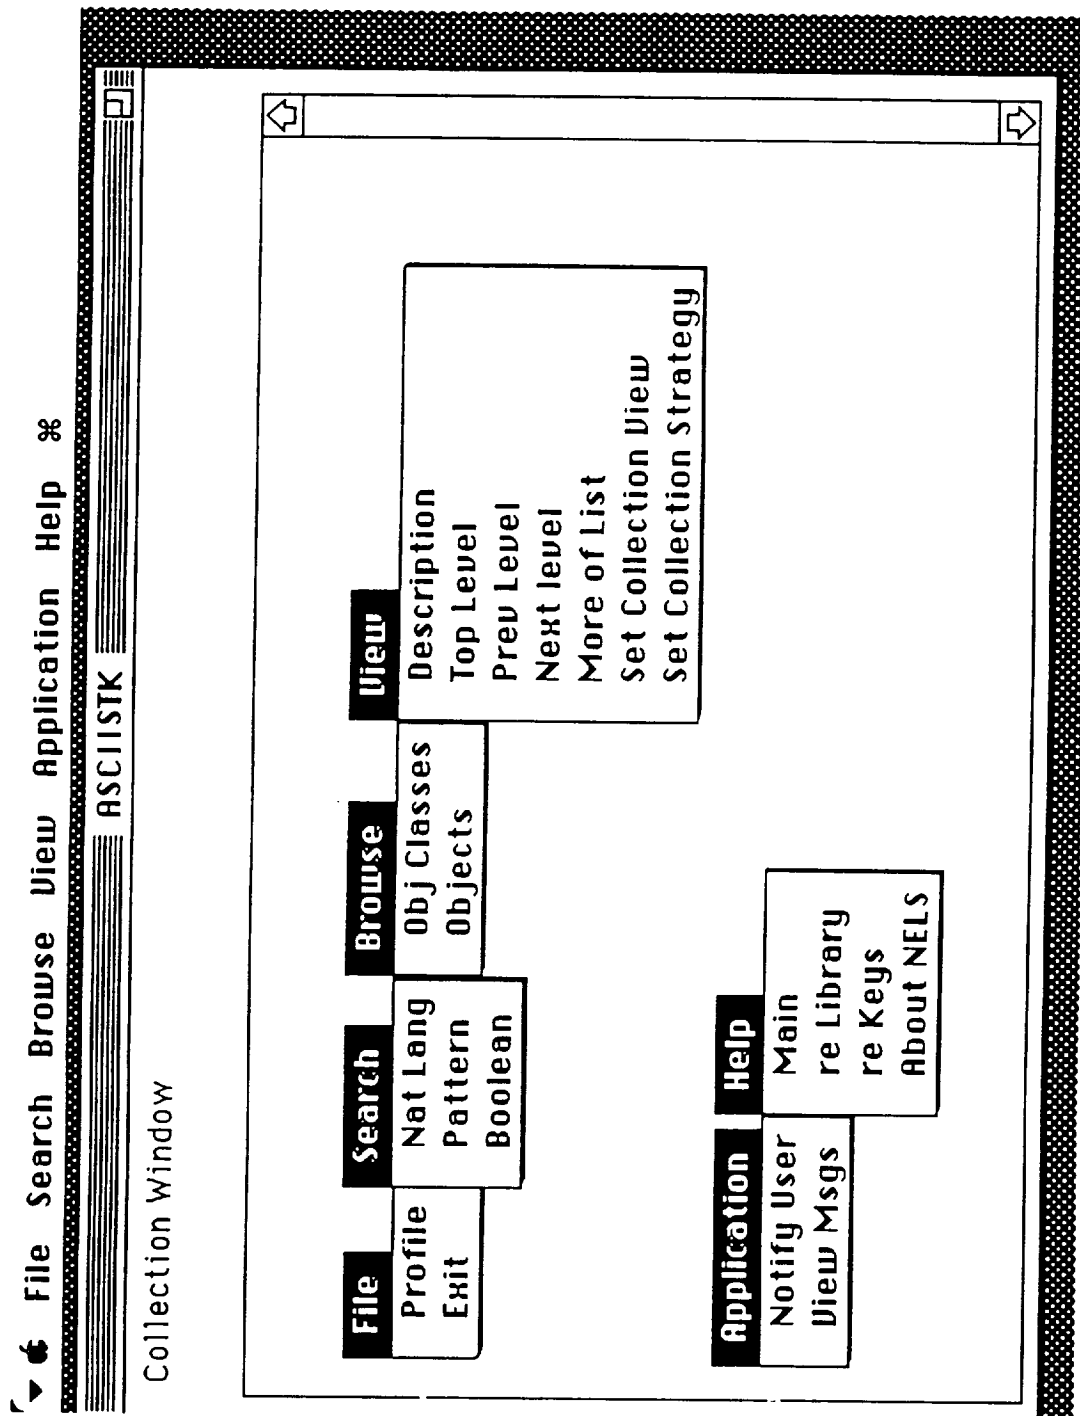 File Search Browse View Application Help ⌘
ASCIISTK
Collection Window
File
Profile
Exit
Search
Nat Lang
Pattern
Boolean
Browse
Obj Classes
Objects
View
Description
Top Level
Prev Level
Next level
More of List
Set Collection View
Set Collection Strategy
Application
Notify User
View Msgs
Help
Main
re Library
re Keys
About NELS